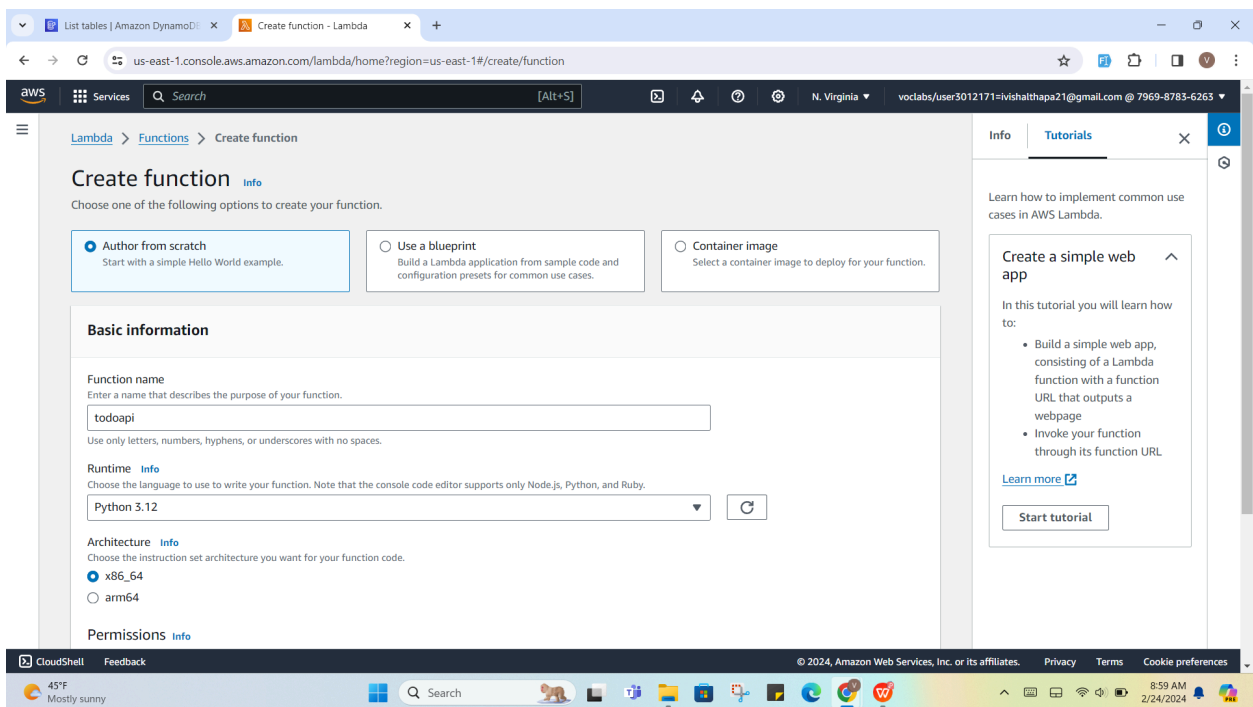 List tables | Amazon DynamoDB
Create function - Lambda
us-east-1.console.aws.amazon.com/lambda/home?region=us-east-1#/create/function
V
aws
Services
Search
[Alt+S]
N. Virginia
voclabs/user3012171=ivishalthapa21@gmail.com @ 7969-8783-6263
Lambda > Functions > Create function
Create function Info
Choose one of the following options to create your function.
Author from scratch
Start with a simple Hello World example.
Use a blueprint
Build a Lambda application from sample code and
configuration presets for common use cases.
Container image
Select a container image to deploy for your function.
Basic information
Function name
Enter a name that describes the purpose of your function.
todoapi
Use only letters, numbers, hyphens, or underscores with no spaces.
Runtime Info
Choose the language to use to write your function. Note that the console code editor supports only Node.js, Python, and Ruby.
Python 3.12
Architecture Info
Choose the instruction set architecture you want for your function code.
x86_64
arm64
Permissions Info
Info
Tutorials
Learn how to implement common use
cases in AWS Lambda.
Create a simple web
app
In this tutorial you will learn how
to:
• Build a simple web app,
consisting of a Lambda
function with a function
URL that outputs a
webpage
• Invoke your function
through its function URL
Learn more
Start tutorial
CloudShell
Feedback
© 2024, Amazon Web Services, Inc. or its affiliates.
Privacy
Terms
Cookie preferences
45°F
Mostly sunny
Search
8:59 AM
2/24/2024